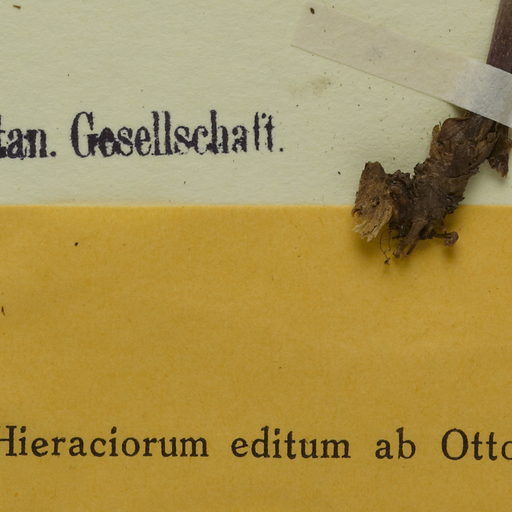 tan. Gesellschaft.
Hieraciorum editum ab Otto